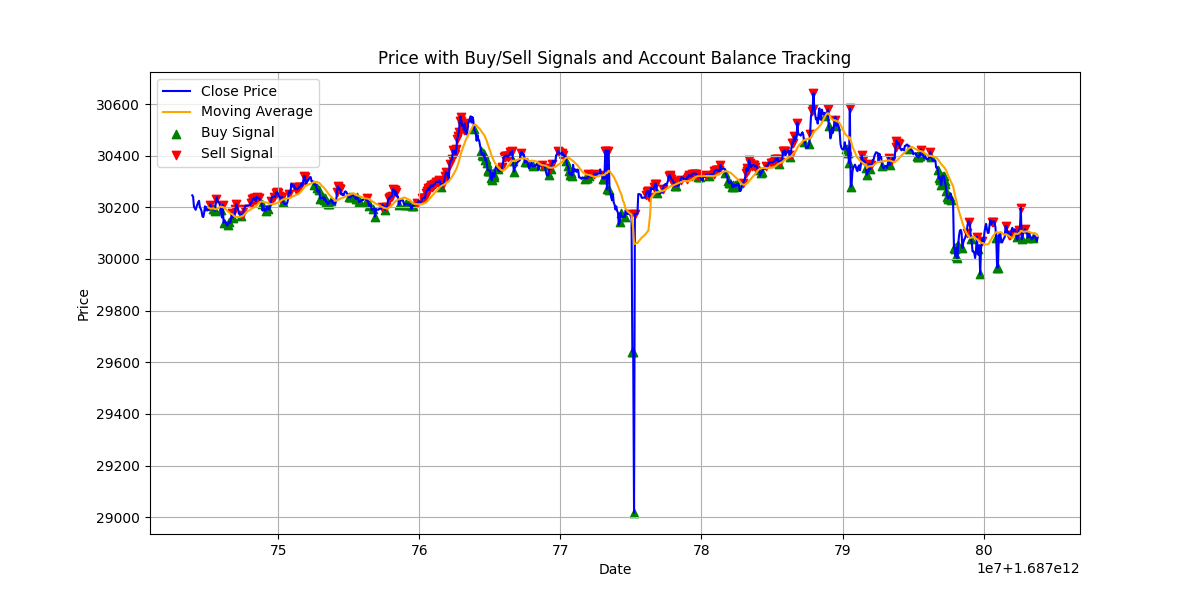 Price with Buy/Sell Signals and Account Balance Tracking
Close Price
Moving Average
Buy Signal
Sell Signal
30600
30400
30200
30000
29800
29600
29400
29200
29000
Price
75 76 77 78 79 80
Date
1e7+1.687e12